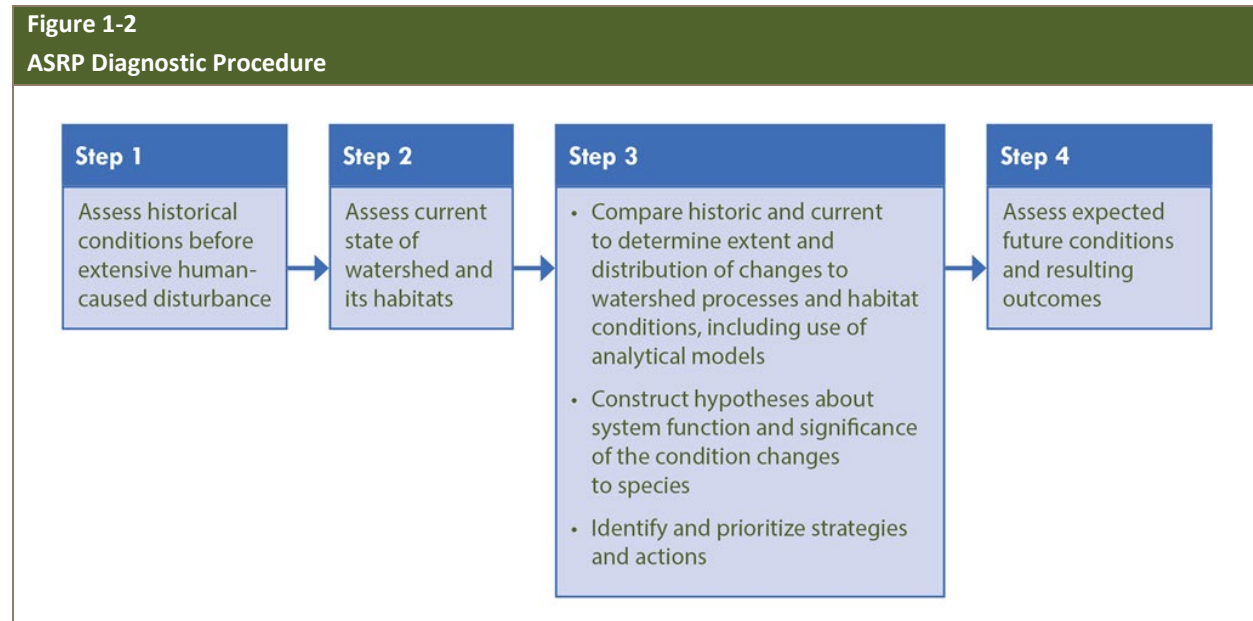 Figure 1-2
ASRP Diagnostic Procedure
Step 1
Assess historical
conditions before
extensive human-
caused disturbance
Step 2
Assess current
state of
watershed and
its habitats
Step 3
• Compare historic and current
to determine extent and
distribution of changes to
watershed processes and habitat
conditions, including use of
analytical models
• Construct hypotheses about
system function and significance
of the condition changes
to species
• Identify and prioritize strategies
and actions
Step 4
Assess expected
future conditions
and resulting
outcomes